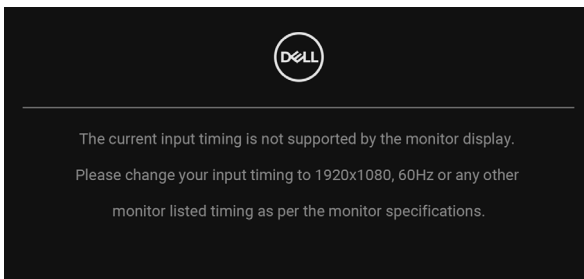 DELL
The current input timing is not supported by the monitor display.
Please change your input timing to 1920x1080, 60Hz or any other
monitor listed timing as per the monitor specifications.